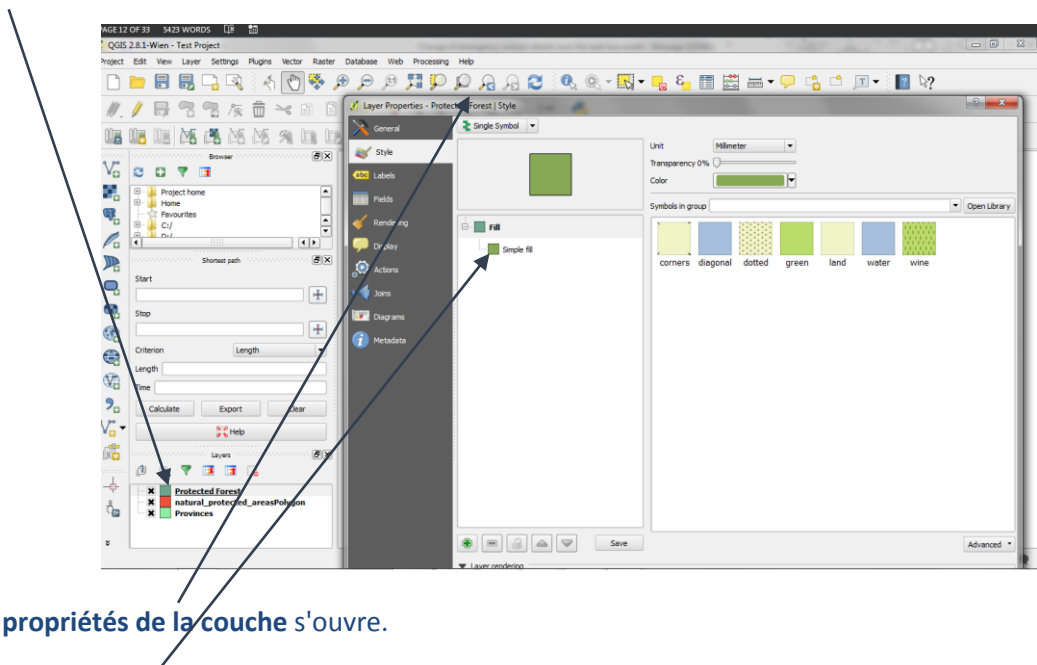 PAGE 12 OF 33 5423 WORDS
QGIS 2.8.1-Wien - Test Project
Project Edit View Layer Settings Plugins Vector Raster Database Web Processing Help
Layer Properties - Protected Forest | Style
General
Style
Labels
Fields
Rendering
Display
Actions
Joins
Diagrams
Metadata
Single Symbol
Unit Millimeter
Transparency 0%
Color
Symbols in group Open Library
Fill
Simple fill
corners diagonal dotted green land water wine
Save
Advanced
Layer rendering
Browser
Project home
Home
Favourites
C:/
D:/
Shortest path
Start
Stop
Criterion Length
Length
Time
Calculate Export Clear
Help
Layers
Protected Forest
natural_protected_areasPolygon
Provinces
propriétés de la couche s'ouvre.